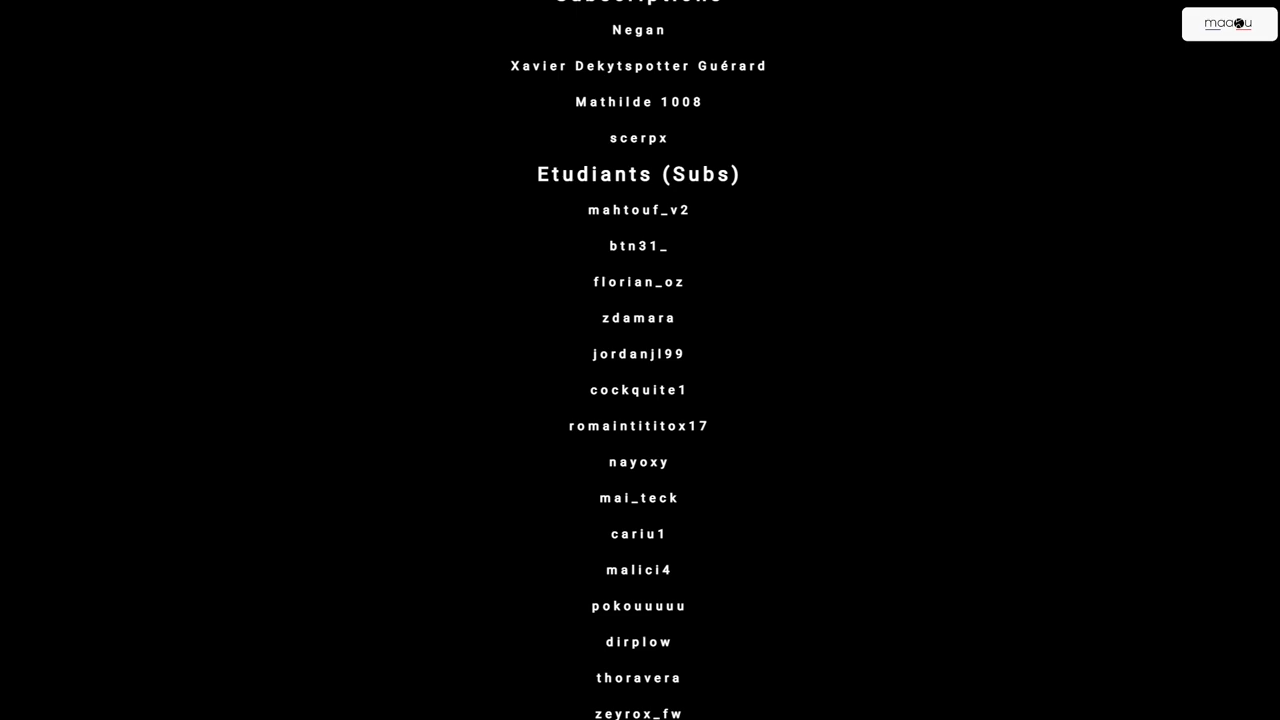 Subscriptions
Negan
Xavier Dekytspotter Guérard
Mathilde 1008
scerpx
Etudiants (Subs)
mahtouf_v2
btn31_
florian_oz
zdamara
jordanjl99
cockquite1
romaintititox17
nayoxy
mai_teck
cariu1
malici4
pokouuuuu
dirplow
thoravera
zeyrox_fw